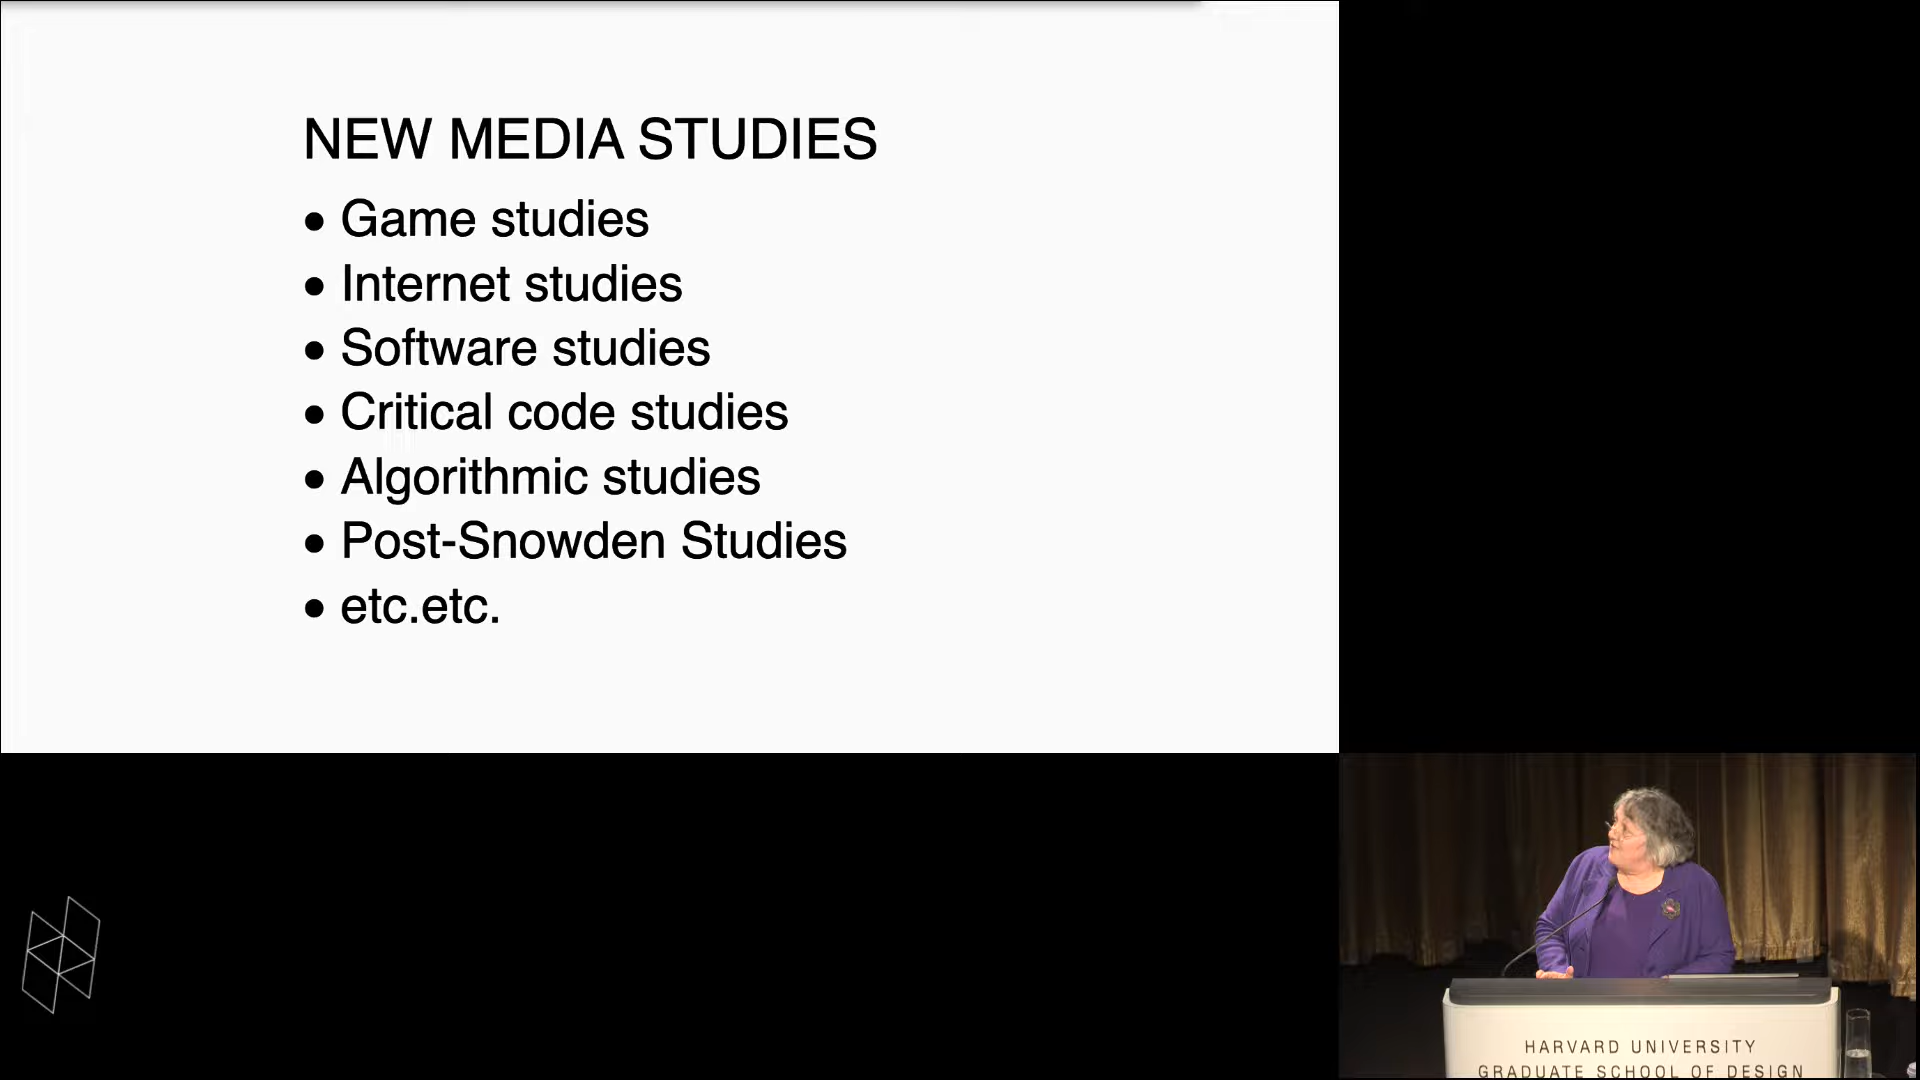 NEW MEDIA STUDIES
• Game studies
• Internet studies
• Software studies
• Critical code studies
• Algorithmic studies
• Post-Snowden Studies
• etc.etc.
HARVARD UNIVERSITY
GRADUATE SCHOOL OF DESIGN